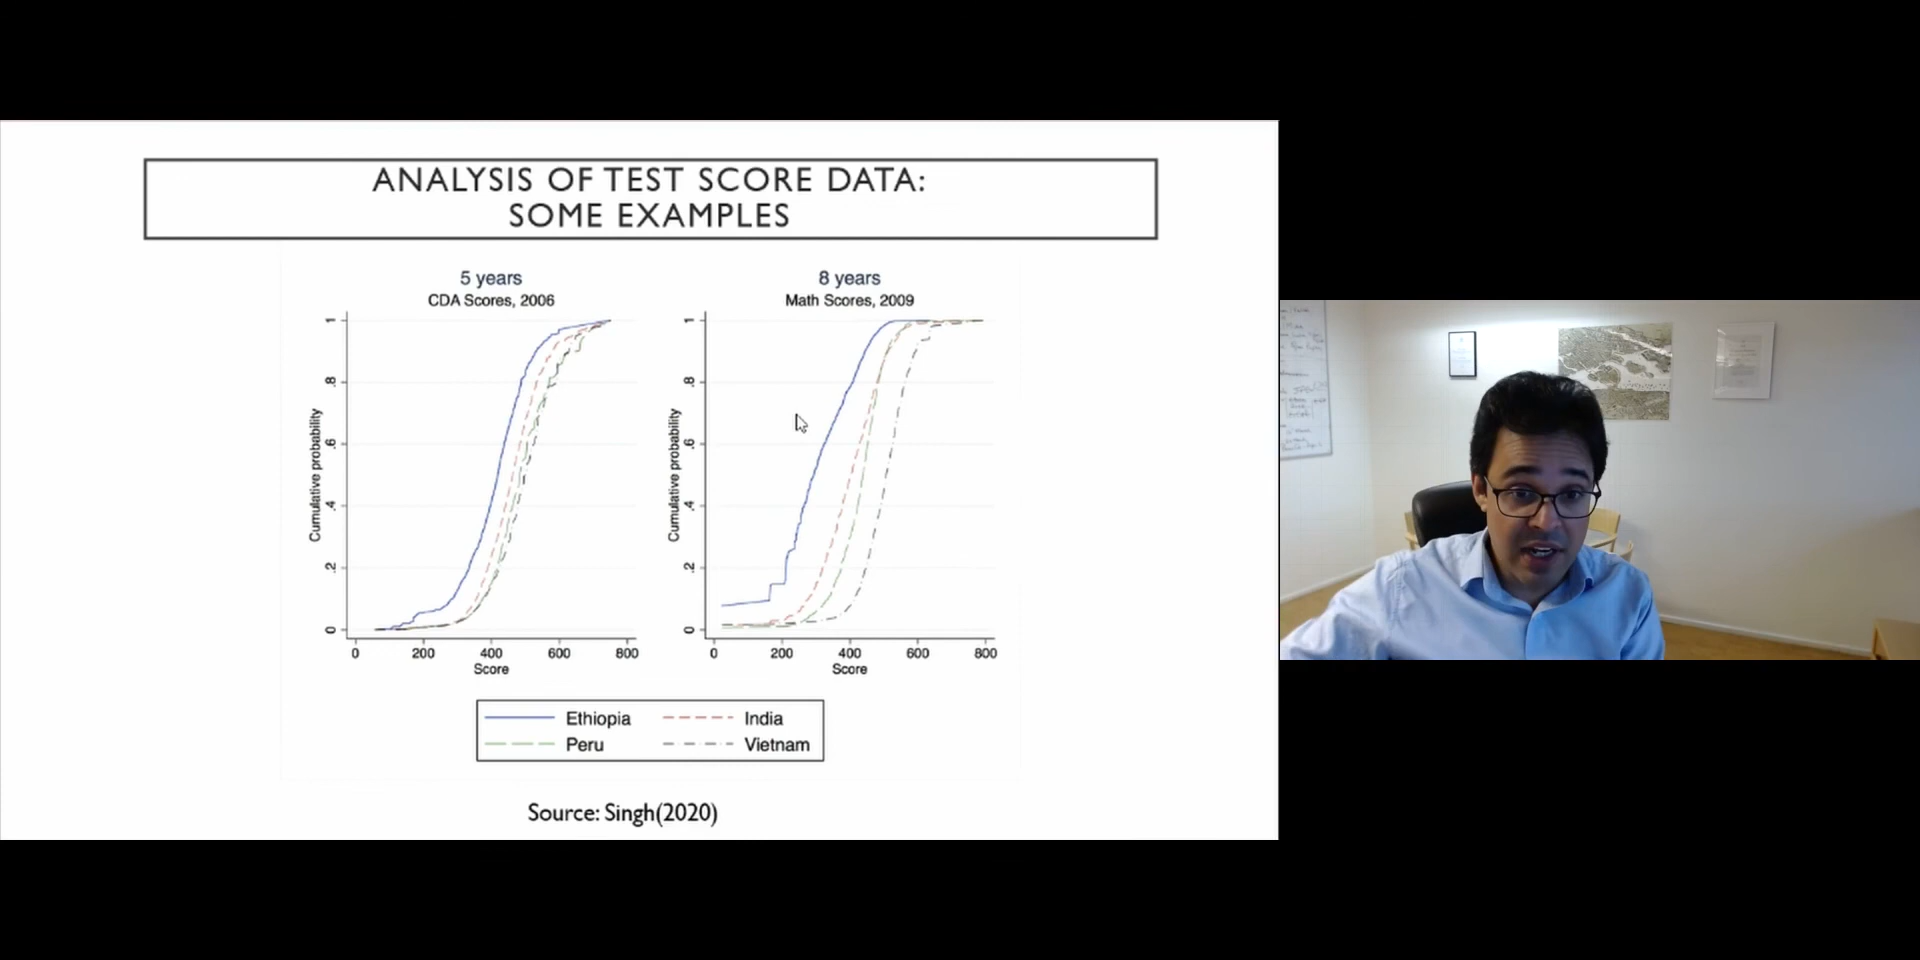 ANALYSIS OF TEST SCORE DATA:
SOME EXAMPLES
5 years
CDA Scores, 2006
Cumulative probability
1
.8
.6
.4
.2
0
0 200 400 600 800
Score
8 years
Math Scores, 2009
Cumulative probability
1
.8
.6
.4
.2
0
0 200 400 600 800
Score
Ethiopia India
Peru Vietnam
Source: Singh(2020)